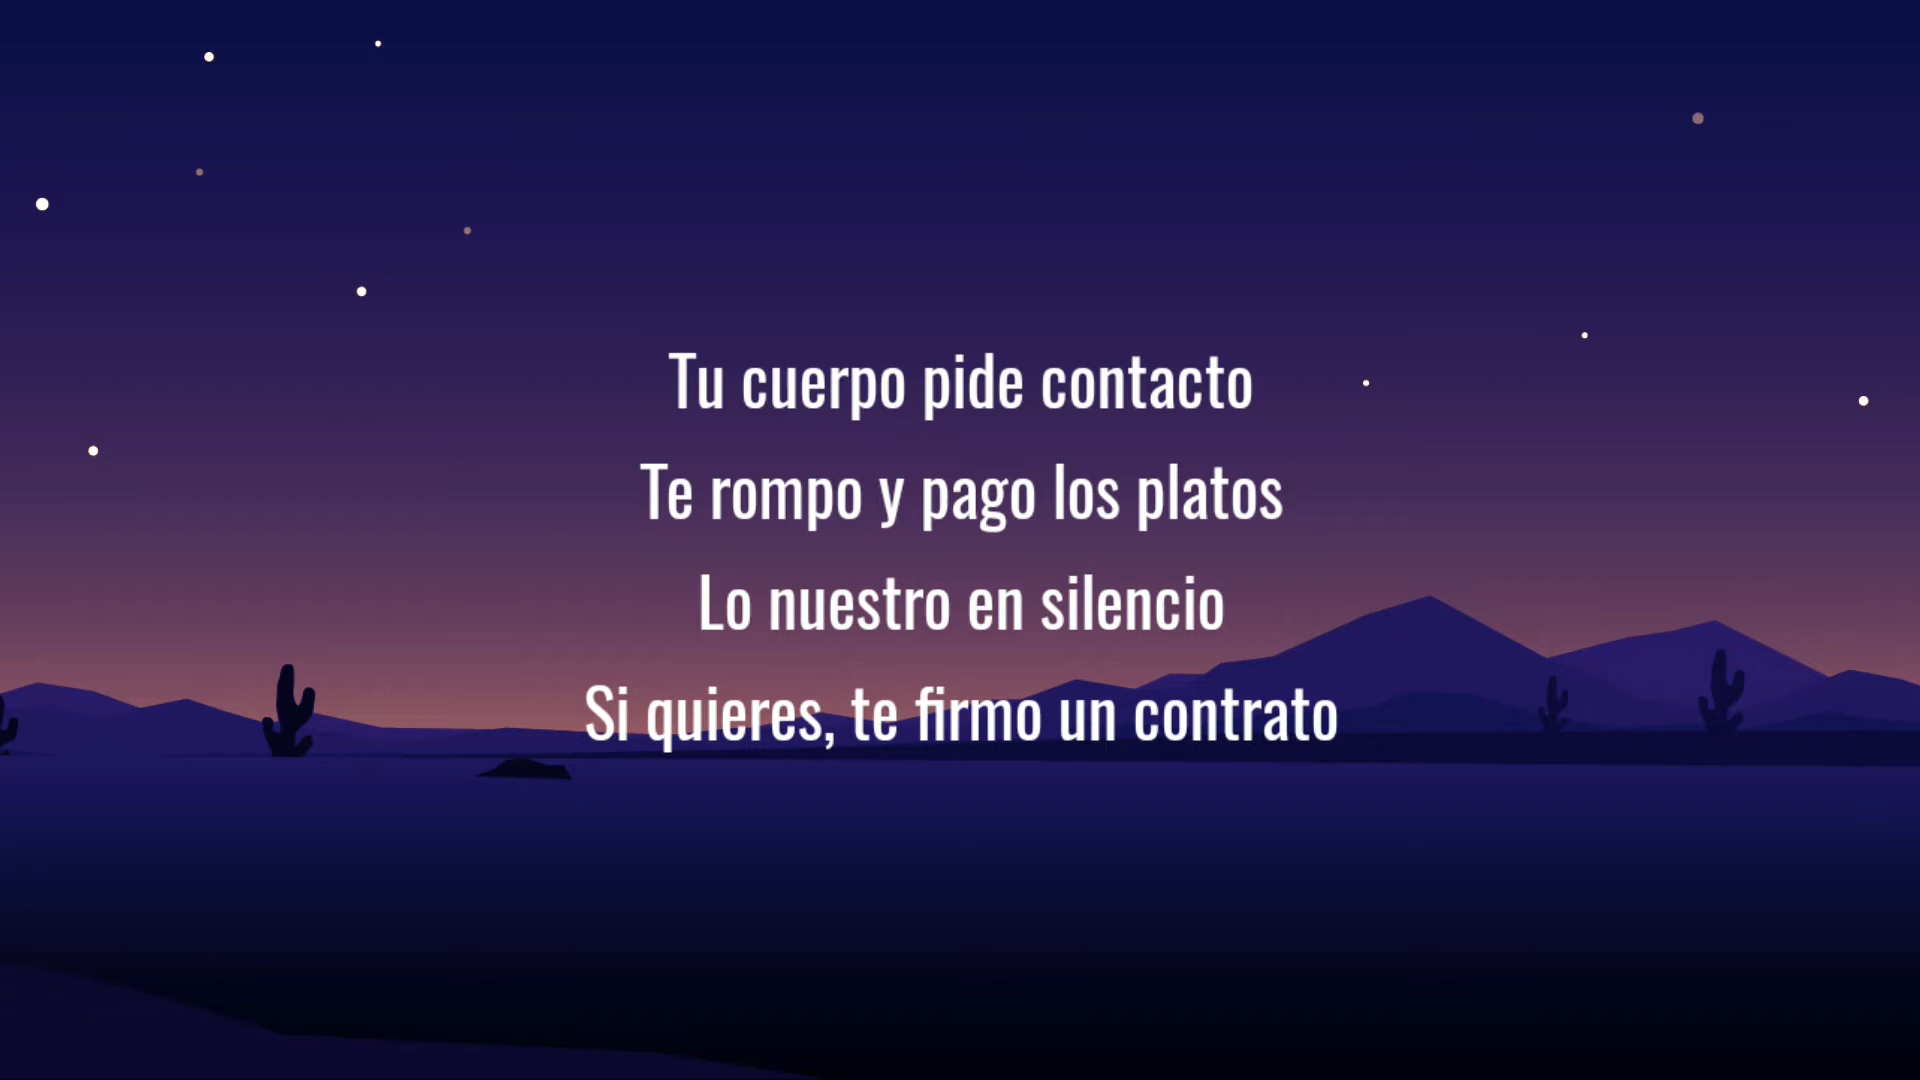 Tu cuerpo pide contacto
Te rompo y pago los platos
Lo nuestro en silencio
Si quieres, te firmo un contrato